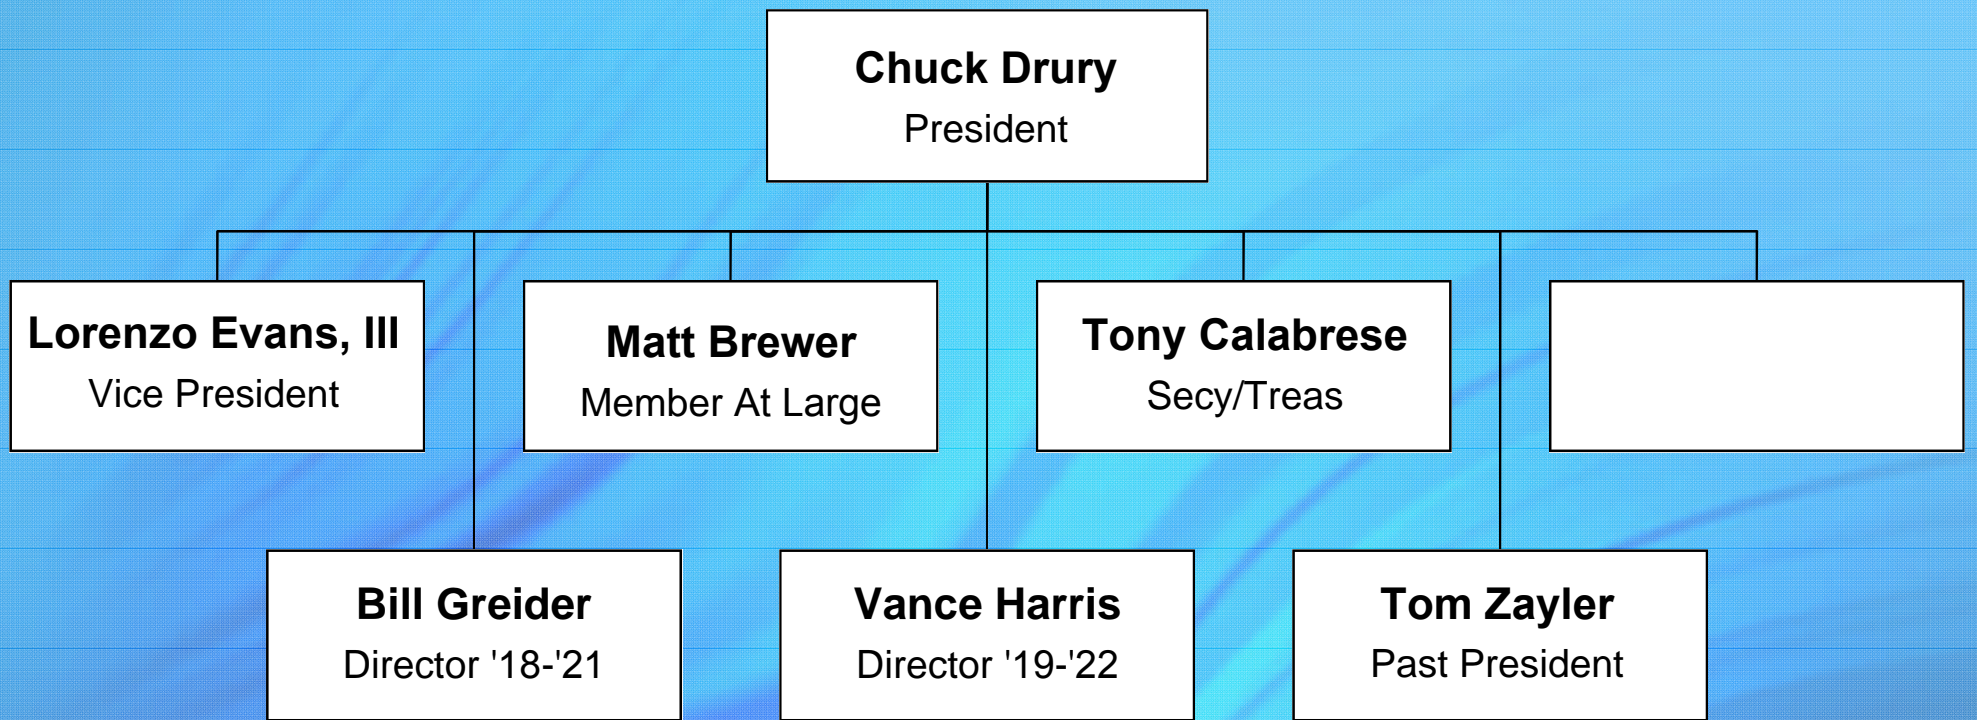 Chuck Drury
President
Lorenzo Evans, III
Vice President
Matt Brewer
Member At Large
Tony Calabrese
Secy/Treas
Bill Greider
Director '18-'21
Vance Harris
Director '19-'22
Tom Zayler
Past President